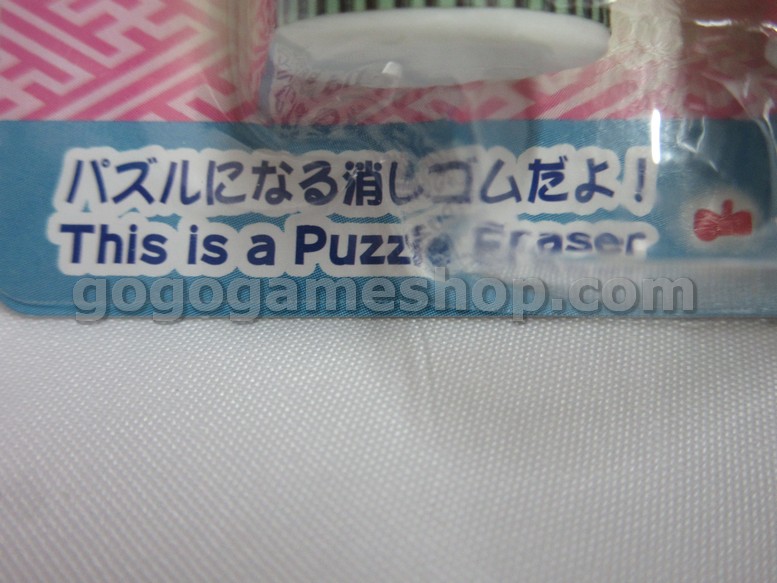 パズルになる消しゴムだよ！
This is a Puzzle Eraser
gogogameshop.com